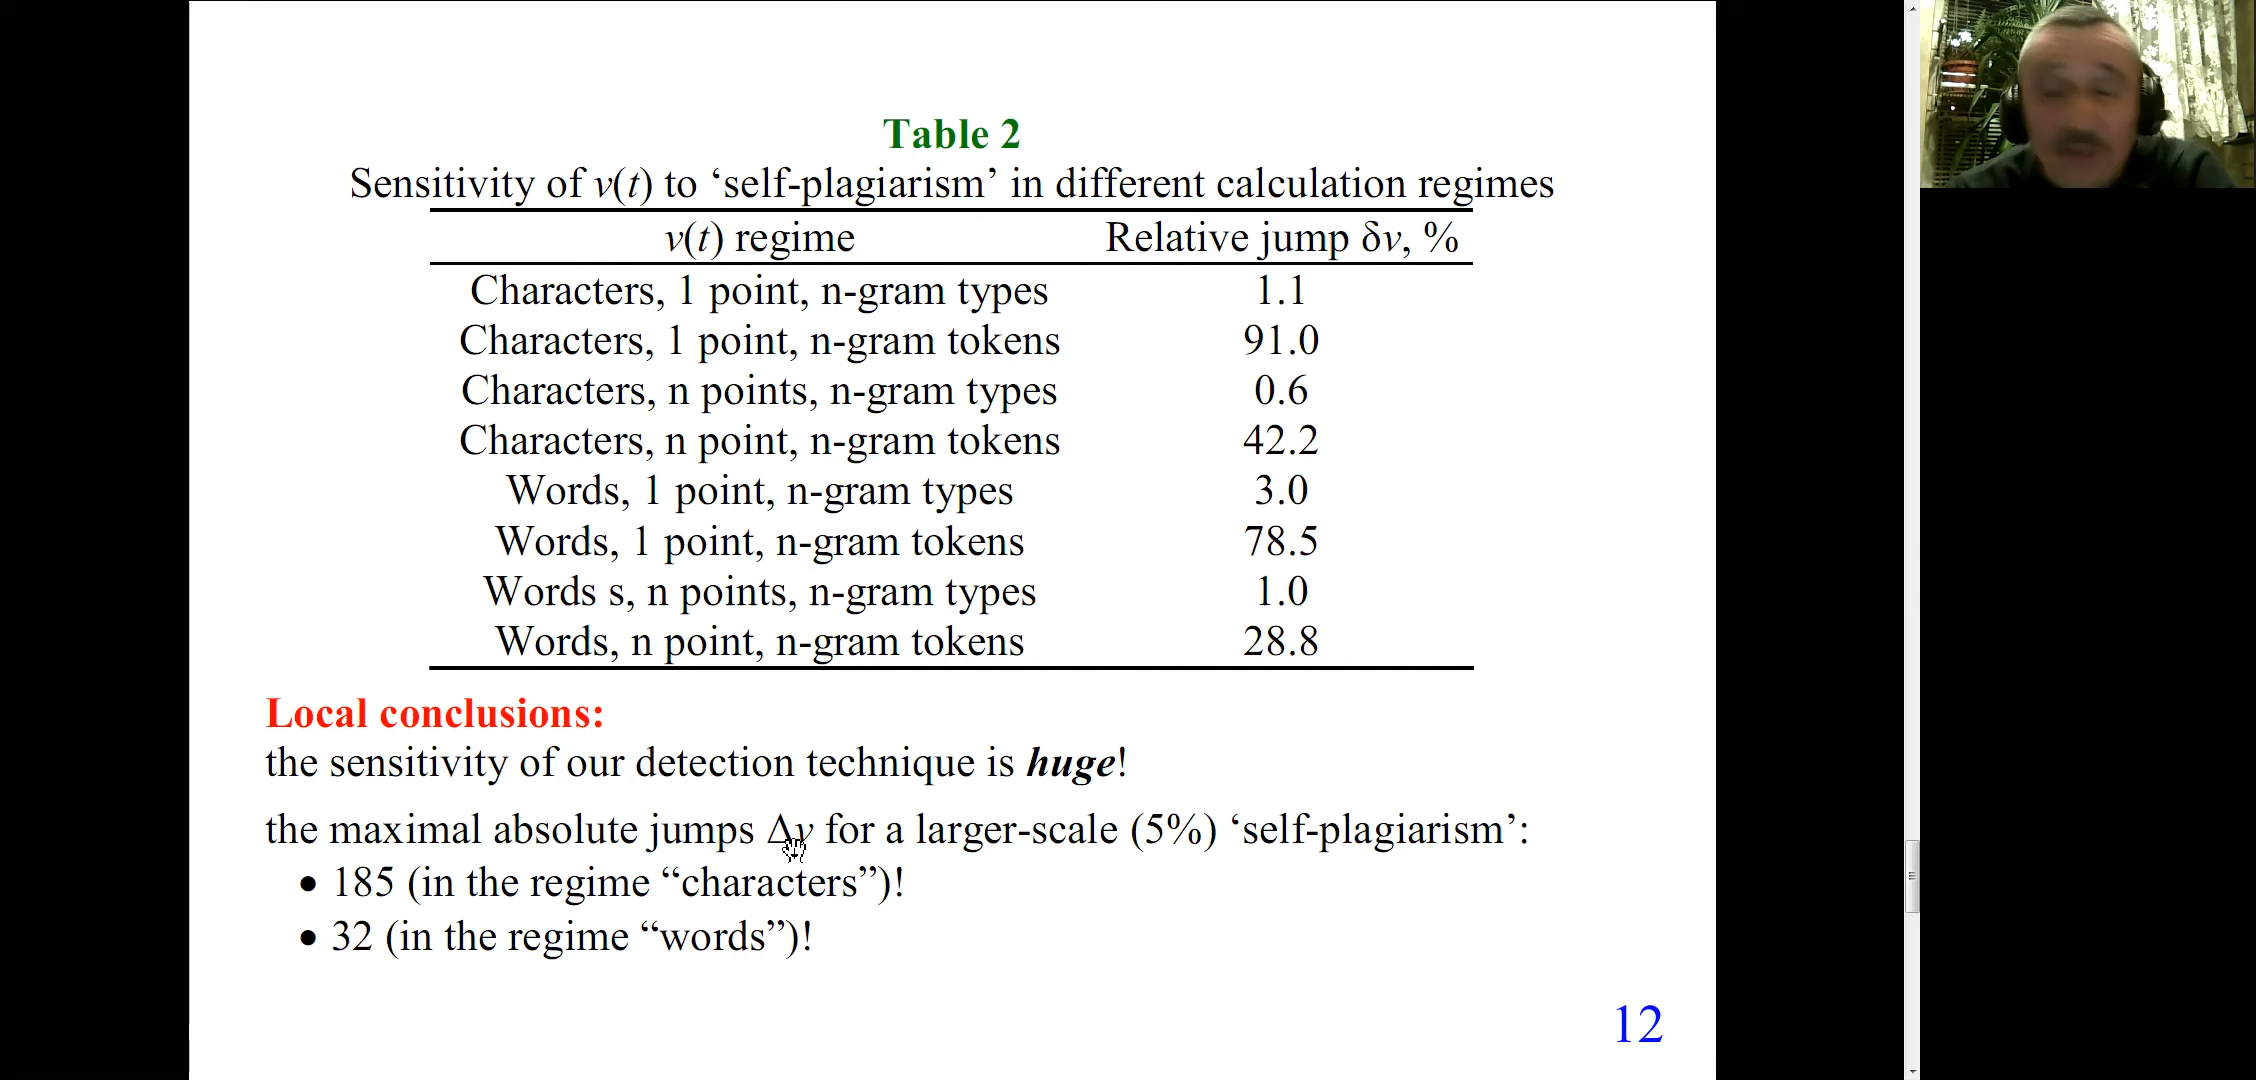 Table 2
Sensitivity of v(t) to ‘self-plagiarism’ in different calculation regimes
v(t) regime Relative jump δv, %
Characters, 1 point, n-gram types 1.1
Characters, 1 point, n-gram tokens 91.0
Characters, n points, n-gram types 0.6
Characters, n point, n-gram tokens 42.2
Words, 1 point, n-gram types 3.0
Words, 1 point, n-gram tokens 78.5
Words s, n points, n-gram types 1.0
Words, n point, n-gram tokens 28.8
Local conclusions:
the sensitivity of our detection technique is huge!
the maximal absolute jumps Δv for a larger-scale (5%) ‘self-plagiarism’:
• 185 (in the regime “characters”)!
• 32 (in the regime “words”)!
12